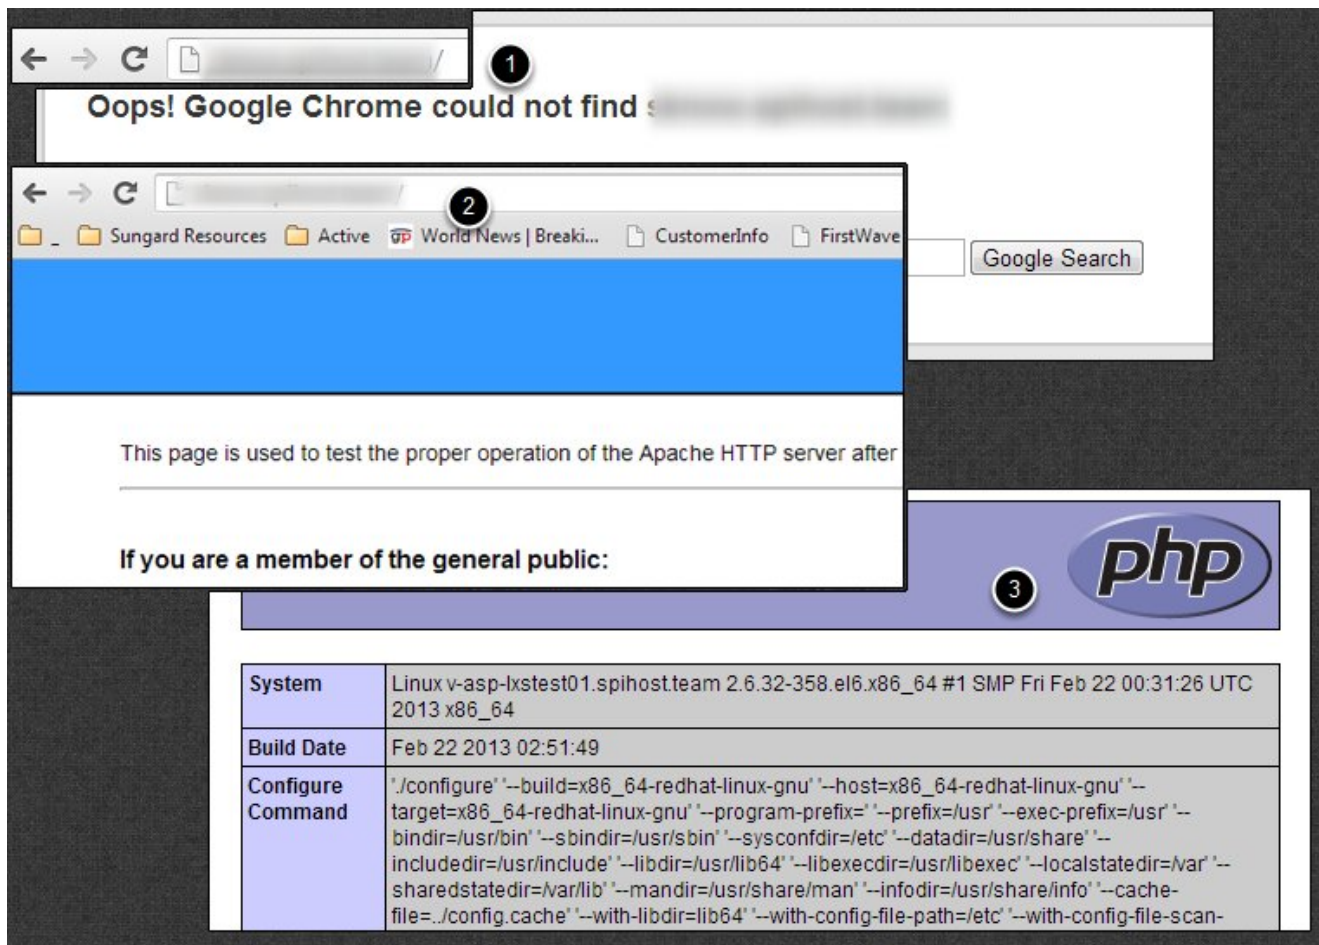 1
Oops! Google Chrome could not find
2
_ Sungard Resources Active World News | Breaki... CustomerInfo FirstWave
Google Search
This page is used to test the proper operation of the Apache HTTP server after
If you are a member of the general public:
php
3
System Linux v-asp-lxstest01.spihost.team 2.6.32-358.el6.x86_64 #1 SMP Fri Feb 22 00:31:26 UTC
2013 x86_64
Build Date Feb 22 2013 02:51:49
Configure './configure' '--build=x86_64-redhat-linux-gnu' '--host=x86_64-redhat-linux-gnu' '--
Command target=x86_64-redhat-linux-gnu' '--program-prefix=' '--prefix=/usr' '--exec-prefix=/usr' '--
bindir=/usr/bin' '--sbindir=/usr/sbin' '--sysconfdir=/etc' '--datadir=/usr/share' '--
includedir=/usr/include' '--libdir=/usr/lib64' '--libexecdir=/usr/libexec' '--localstatedir=/var' '--
sharedstatedir=/var/lib' '--mandir=/usr/share/man' '--infodir=/usr/share/info' '--cache-
file=../config.cache' '--with-libdir=lib64' '--with-config-file-path=/etc' '--with-config-file-scan-